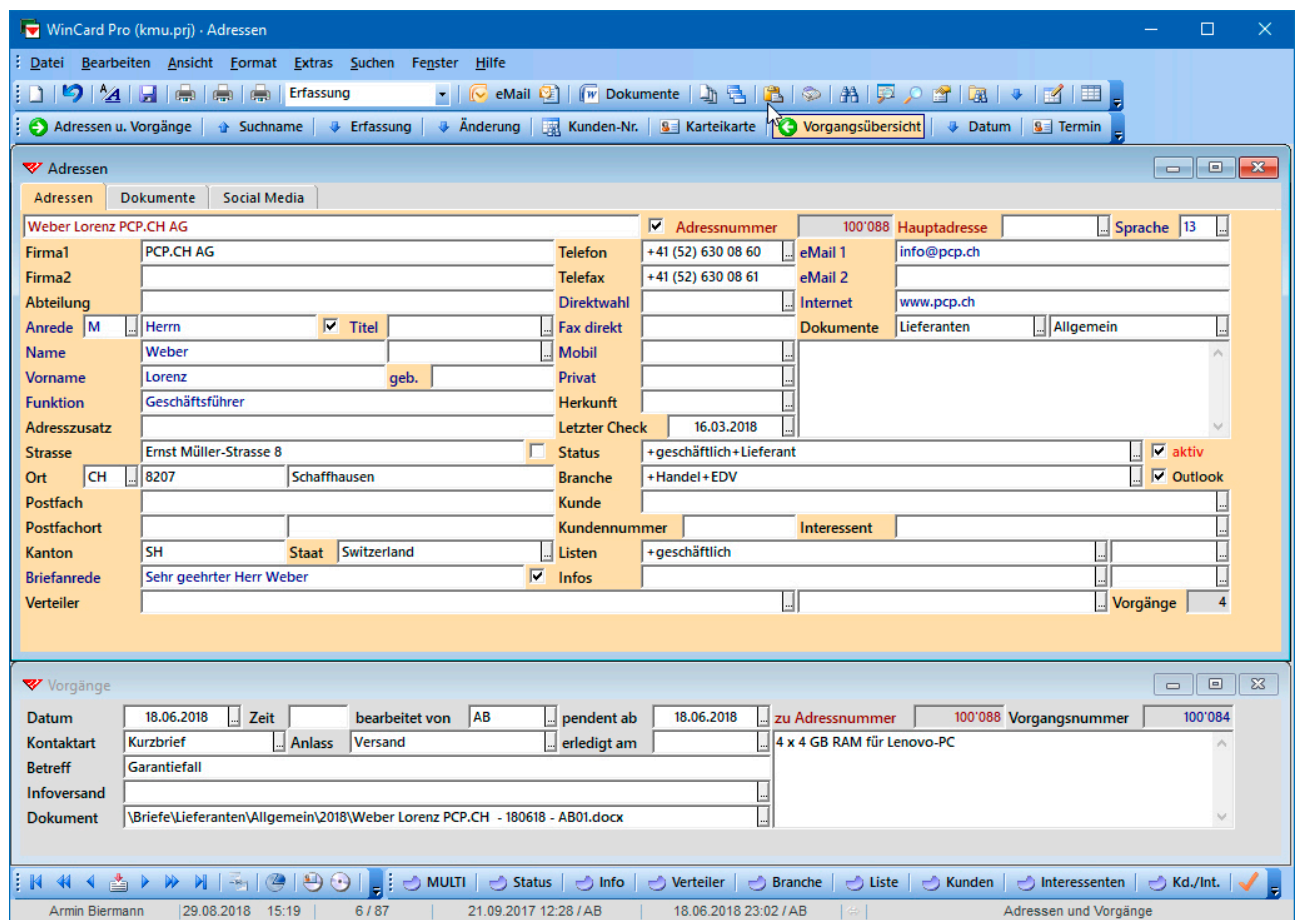 WinCard Pro (kmu.prj) - Adressen
Datei Bearbeiten Ansicht Format Extras Suchen Fenster Hilfe
Erfassung eMail Dokumente
Adressen u. Vorgänge Suchname Erfassung Änderung Kunden-Nr. Karteikarte Vorgangsübersicht Datum Termin
Adressen
Adressen Dokumente Social Media
Weber Lorenz PCP.CH AG Adressnummer 100'088 Hauptadresse Sprache 13
Firma1 PCP.CH AG Telefon +41 (52) 630 08 60 eMail 1 info@pcp.ch
Firma2 Telefax +41 (52) 630 08 61 eMail 2
Abteilung Direktwahl Internet www.pcp.ch
Anrede M Herrn Titel Fax direkt Dokumente Lieferanten Allgemein
Name Weber Mobil
Vorname Lorenz geb. Privat
Funktion Geschäftsführer Herkunft
Adresszusatz Letzter Check 16.03.2018
Strasse Ernst Müller-Strasse 8 Status +geschäftlich+Lieferant aktiv
Ort CH 8207 Schaffhausen Branche +Handel+EDV Outlook
Postfach Kunde
Postfachort Kundennummer Interessent
Kanton SH Staat Switzerland Listen +geschäftlich
Briefanrede Sehr geehrter Herr Weber Infos
Verteiler Vorgänge 4
Vorgänge
Datum 18.06.2018 Zeit bearbeitet von AB pendent ab 18.06.2018 zu Adressnummer 100'088 Vorgangsnummer 100'084
Kontaktart Kurzbrief Anlass Versand erledigt am 4 x 4 GB RAM für Lenovo-PC
Betreff Garantiefall
Infoversand
Dokument \Briefe\Lieferanten\Allgemein\2018\Weber Lorenz PCP.CH - 180618 - AB01.docx
MULTI Status Info Verteiler Branche Liste Kunden Interessenten Kd./Int.
Armin Biermann 29.08.2018 15:19 6 / 87 21.09.2017 12:28 / AB 18.06.2018 23:02 / AB Adressen und Vorgänge